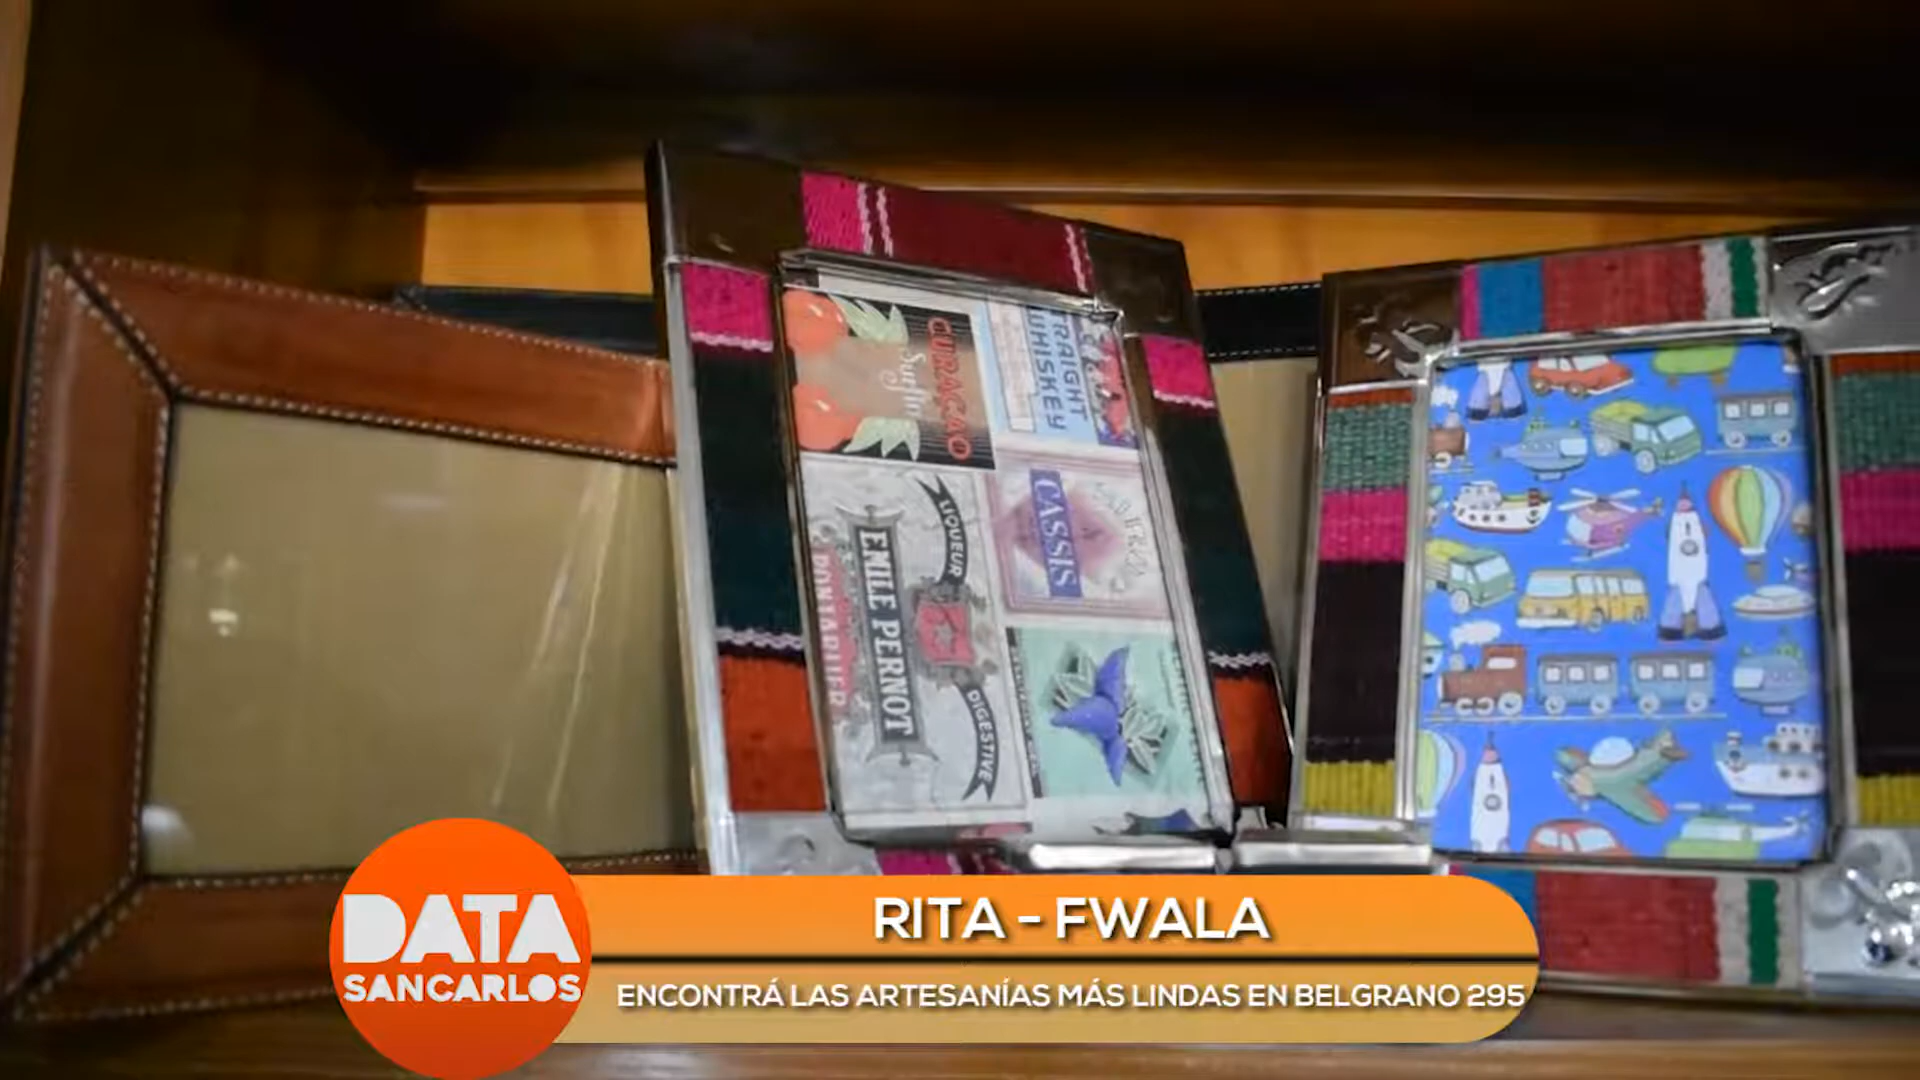 CURAÇAO
Surfin
STRAIGHT
WHISKEY
CASSIS
LIQUEUR
EMILE PERNOT
PONTARLIER
DIGESTIVE
DATA
SANCARLOS
RITA - FWALA
ENCONTRÁ LAS ARTESANÍAS MÁS LINDAS EN BELGRANO 295